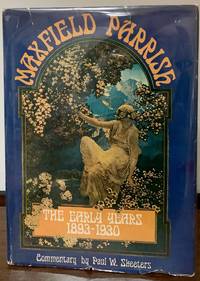 MAXFIELD PARRISH
THE EARLY YEARS
1893-1930
Commentary by Paul W. Skeeters